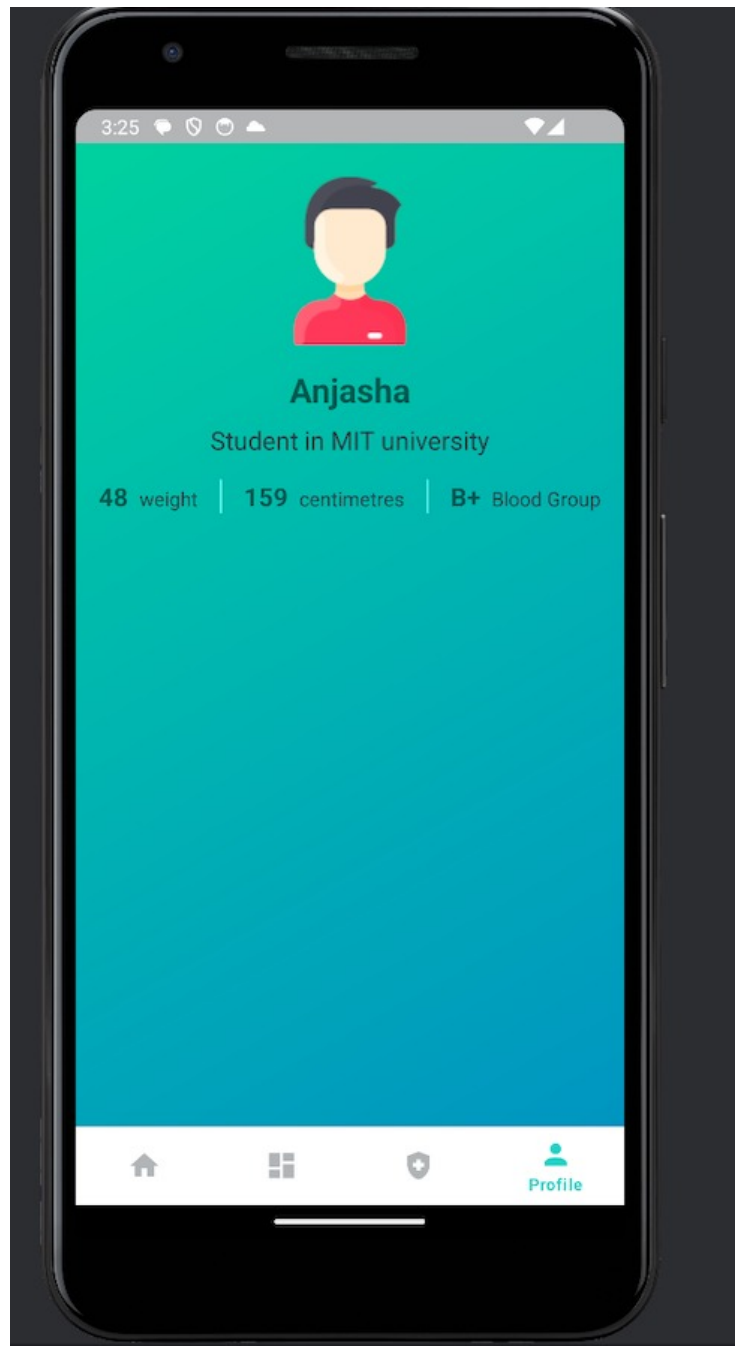 3:25
Anjasha
Student in MIT university
48 weight 159 centimetres B+ Blood Group
Profile